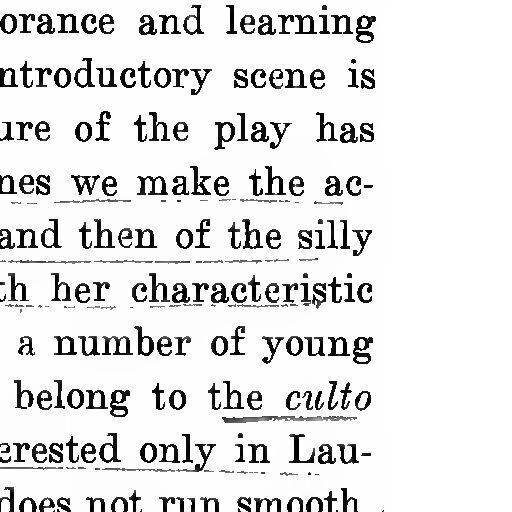 orance and learning
ntroductory scene is
ure of the play has
nes we make the ac-
and then of the silly
th her characteristic
a number of young
belong to the culto
erested only in Lau-
does not run smooth